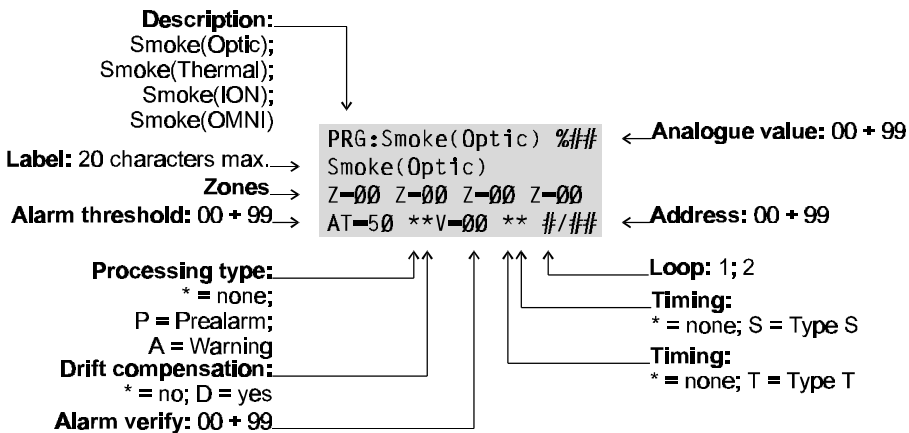 Description:
Smoke(Optic);
Smoke(Thermal);
Smoke(ION);
Smoke(OMNI)
Label: 20 characters max.
Zones
Alarm threshold: 00 + 99
PRG:Smoke(Optic) %##
Smoke(Optic)
Z=00 Z=00 Z=00 Z=00
AT=50 **V=00 ** #/##
Analogue value: 00 + 99
Address: 00 + 99
Processing type:
* = none;
P = Prealarm;
A = Warning
Drift compensation:
* = no; D = yes
Alarm verify: 00 + 99
Loop: 1; 2
Timing:
* = none; S = Type S
Timing:
* = none; T = Type T